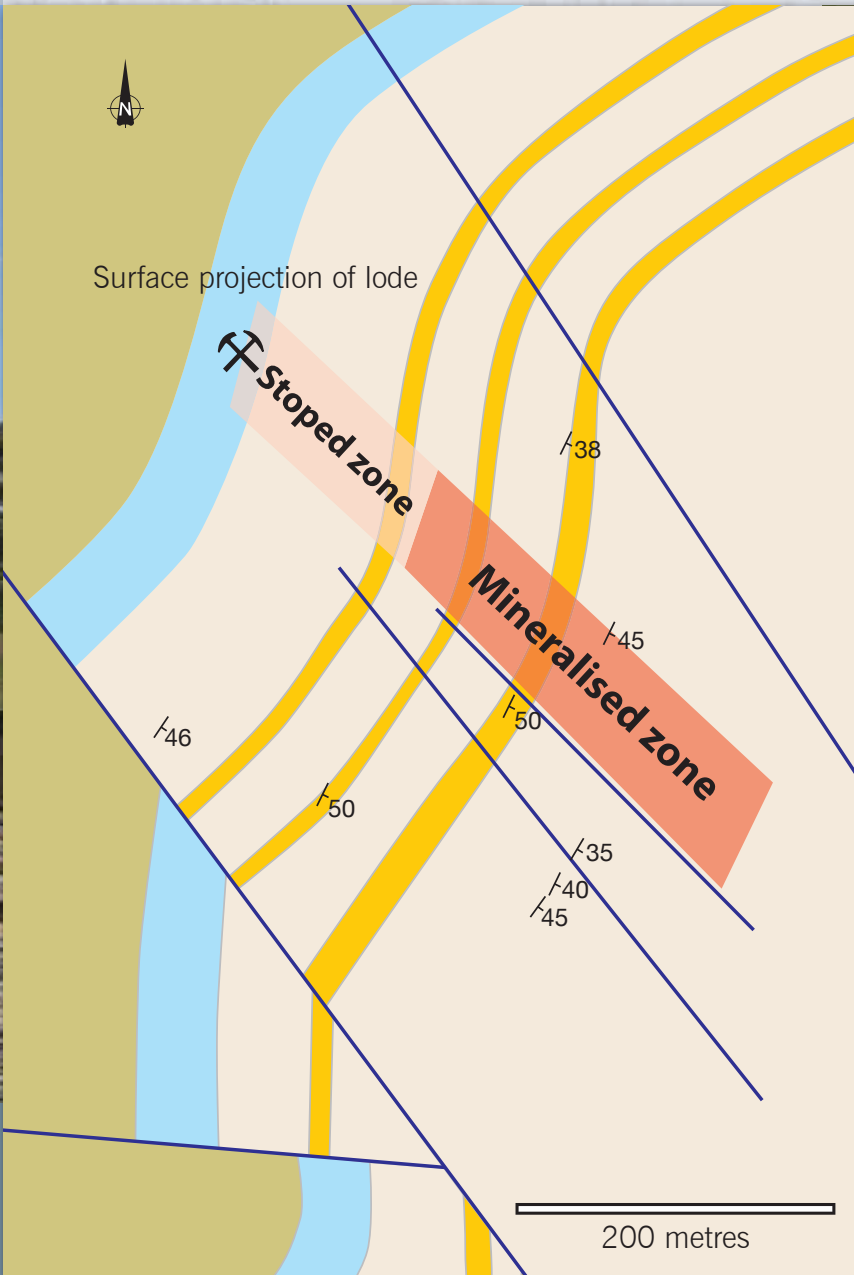 N
Surface projection of lode
Stoped zone
38
Mineralised zone
45
50
46
50
35
40
45
200 metres